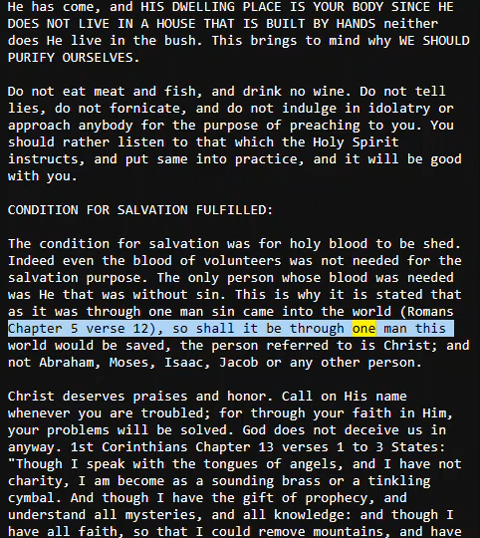 He has come, and HIS DWELLING PLACE IS YOUR BODY SINCE HE
DOES NOT LIVE IN A HOUSE THAT IS BUILT BY HANDS neither
does He live in the bush. This brings to mind why WE SHOULD
PURIFY OURSELVES.
Do not eat meat and fish, and drink no wine. Do not tell
lies, do not fornicate, and do not indulge in idolatry or
approach anybody for the purpose of preaching to you. You
should rather listen to that which the Holy Spirit
instructs, and put same into practice, and it will be good
with you.
CONDITION FOR SALVATION FULFILLED:
The condition for salvation was for holy blood to be shed.
Indeed even the blood of volunteers was not needed for the
salvation purpose. The only person whose blood was needed
was He that was without sin. This is why it is stated that
as it was through one man sin came into the world (Romans
Chapter 5 verse 12), so shall it be through one man this
world would be saved, the person referred to is Christ; and
not Abraham, Moses, Isaac, Jacob or any other person.
Christ deserves praises and honor. Call on His name
whenever you are troubled; for through your faith in Him,
your problems will be solved. God does not deceive us in
anyway. 1st Corinthians Chapter 13 verses 1 to 3 States:
"Though I speak with the tongues of angels, and I have not
charity, I am become as a sounding brass or a tinkling
cymbal. And though I have the gift of prophecy, and
understand all mysteries, and all knowledge: and though I
have all faith, so that I could remove mountains, and have